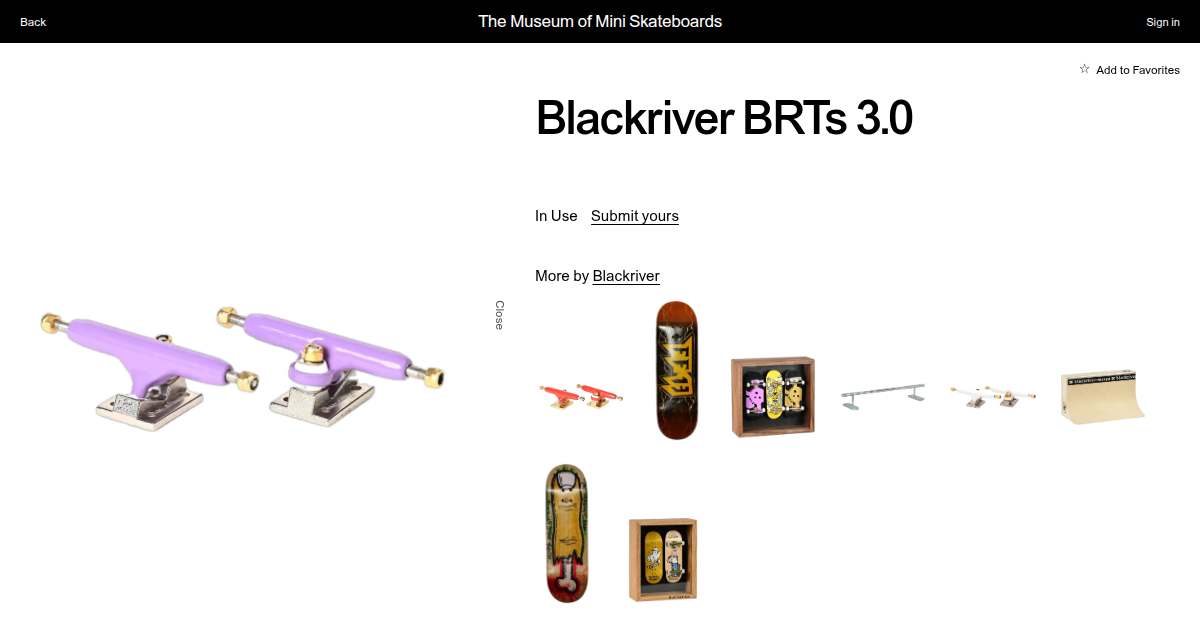 Back
The Museum of Mini Skateboards
Sign in
☆ Add to Favorites
Blackriver BRTs 3.0
In Use Submit yours
More by Blackriver
Close